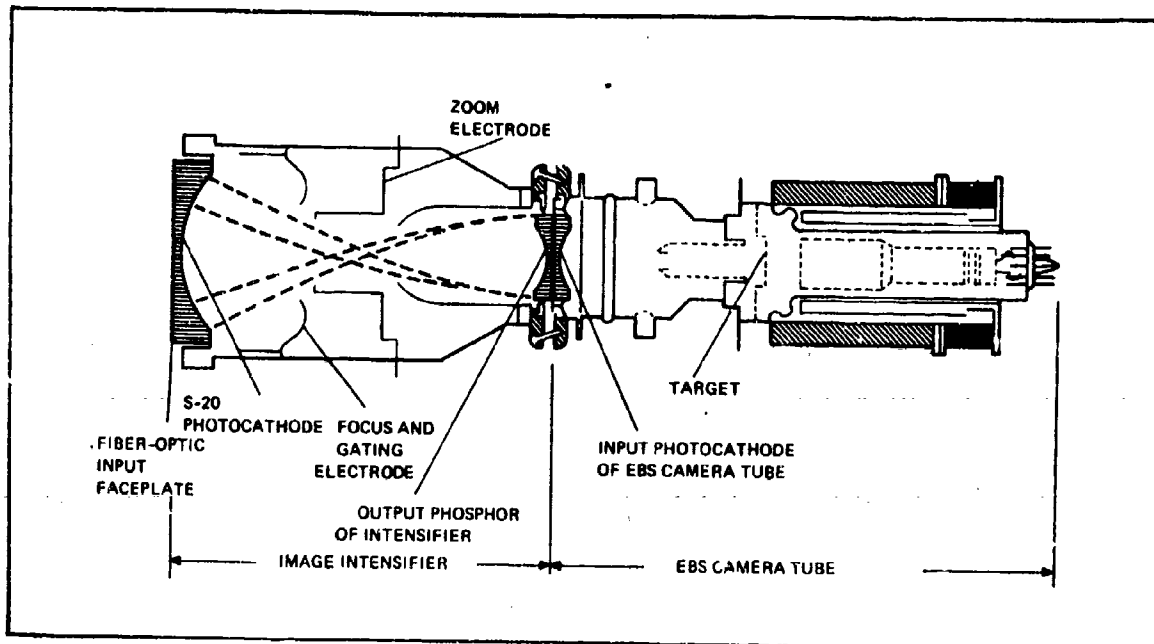 ZOOM
ELECTRODE
S-20
PHOTOCATHODE
FOCUS AND
GATING
ELECTRODE
FIBER-OPTIC
INPUT
FACEPLATE
TARGET
INPUT PHOTOCATHODE
OF EBS CAMERA TUBE
OUTPUT PHOSPHOR
OF INTENSIFIER
IMAGE INTENSIFIER
EBS CAMERA TUBE